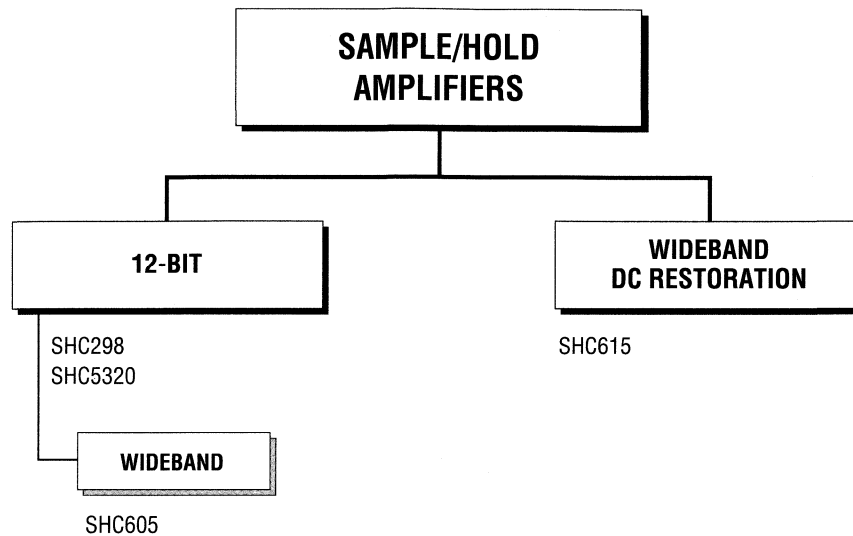 SAMPLE/HOLD
AMPLIFIERS
12-BIT
SHC298
SHC5320
WIDEBAND
SHC605
WIDEBAND
DC RESTORATION
SHC615